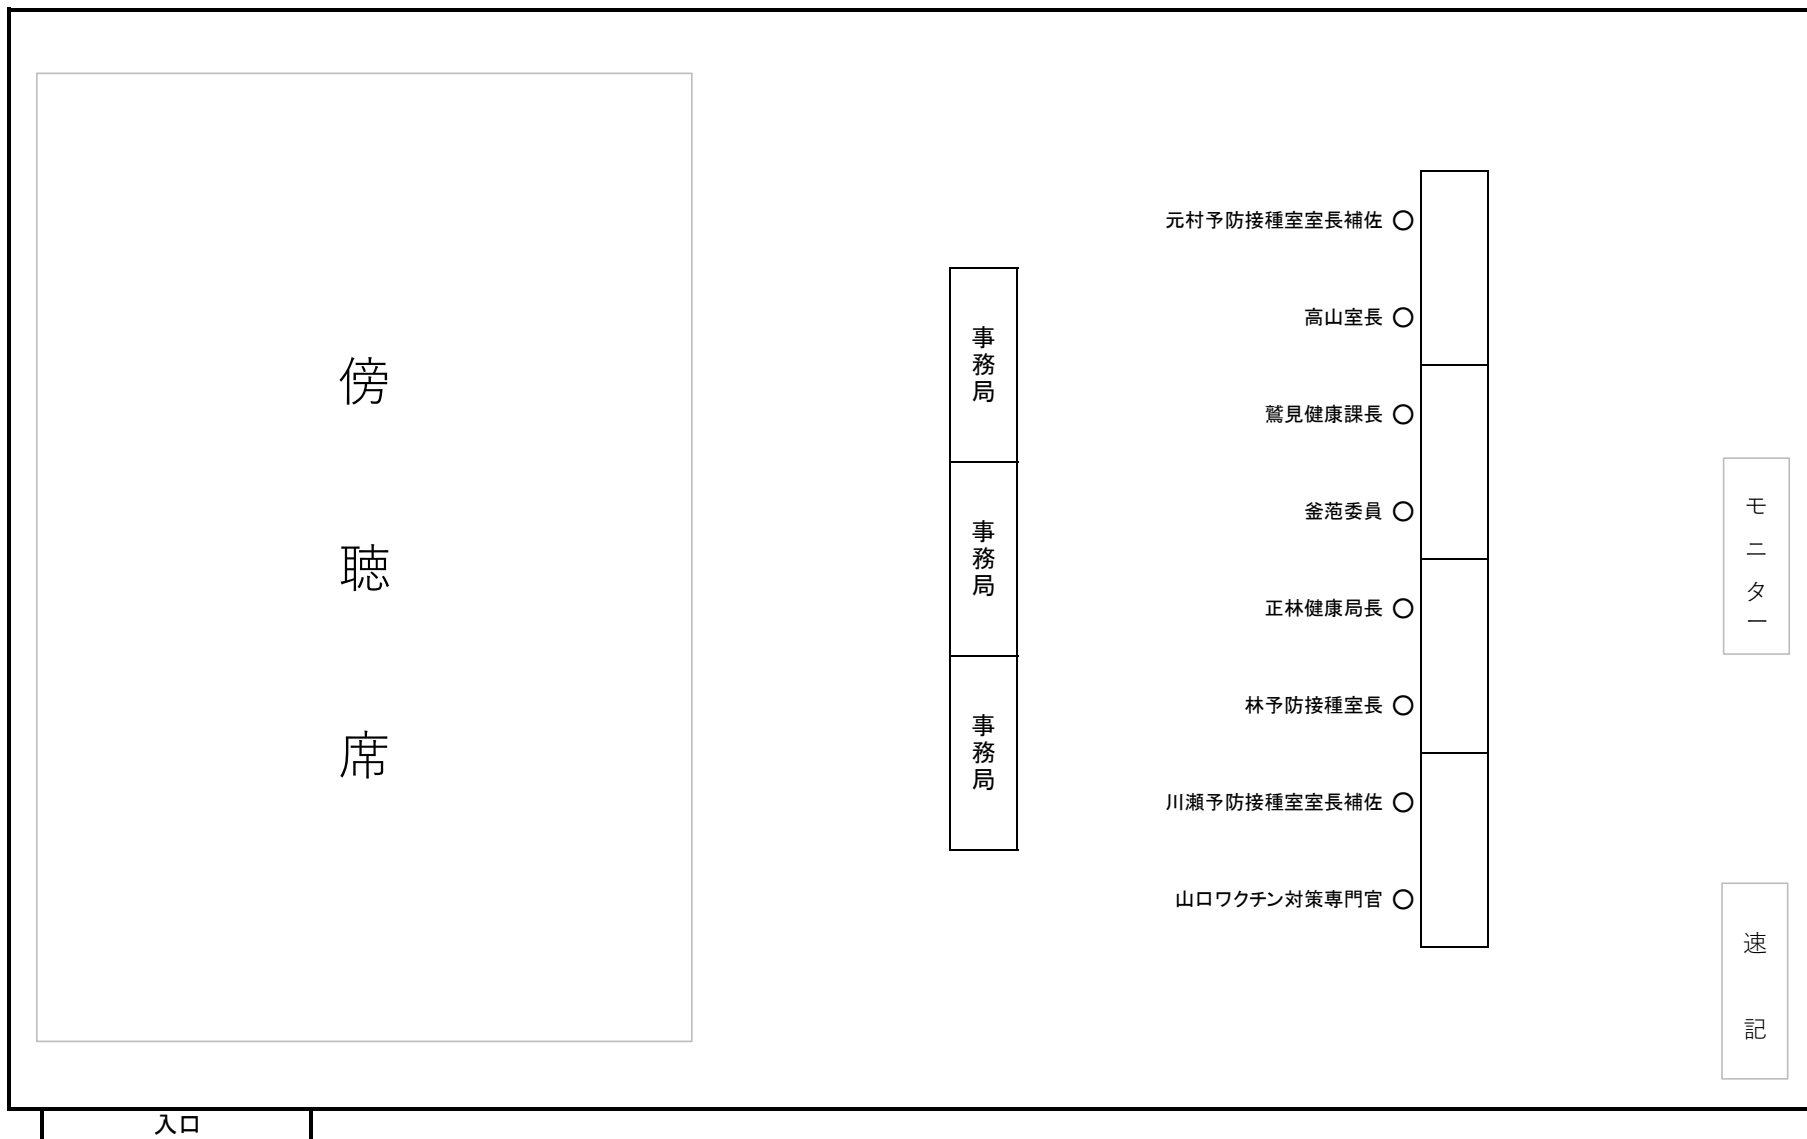 傍聴席
事務局
事務局
事務局
元村予防接種室室長補佐 ○
高山室長 ○
鷲見健康課長 ○
釜萢委員 ○
正林健康局長 ○
林予防接種室長 ○
川瀬予防接種室室長補佐 ○
山口ワクチン対策専門官 ○
モニター
速記
入口